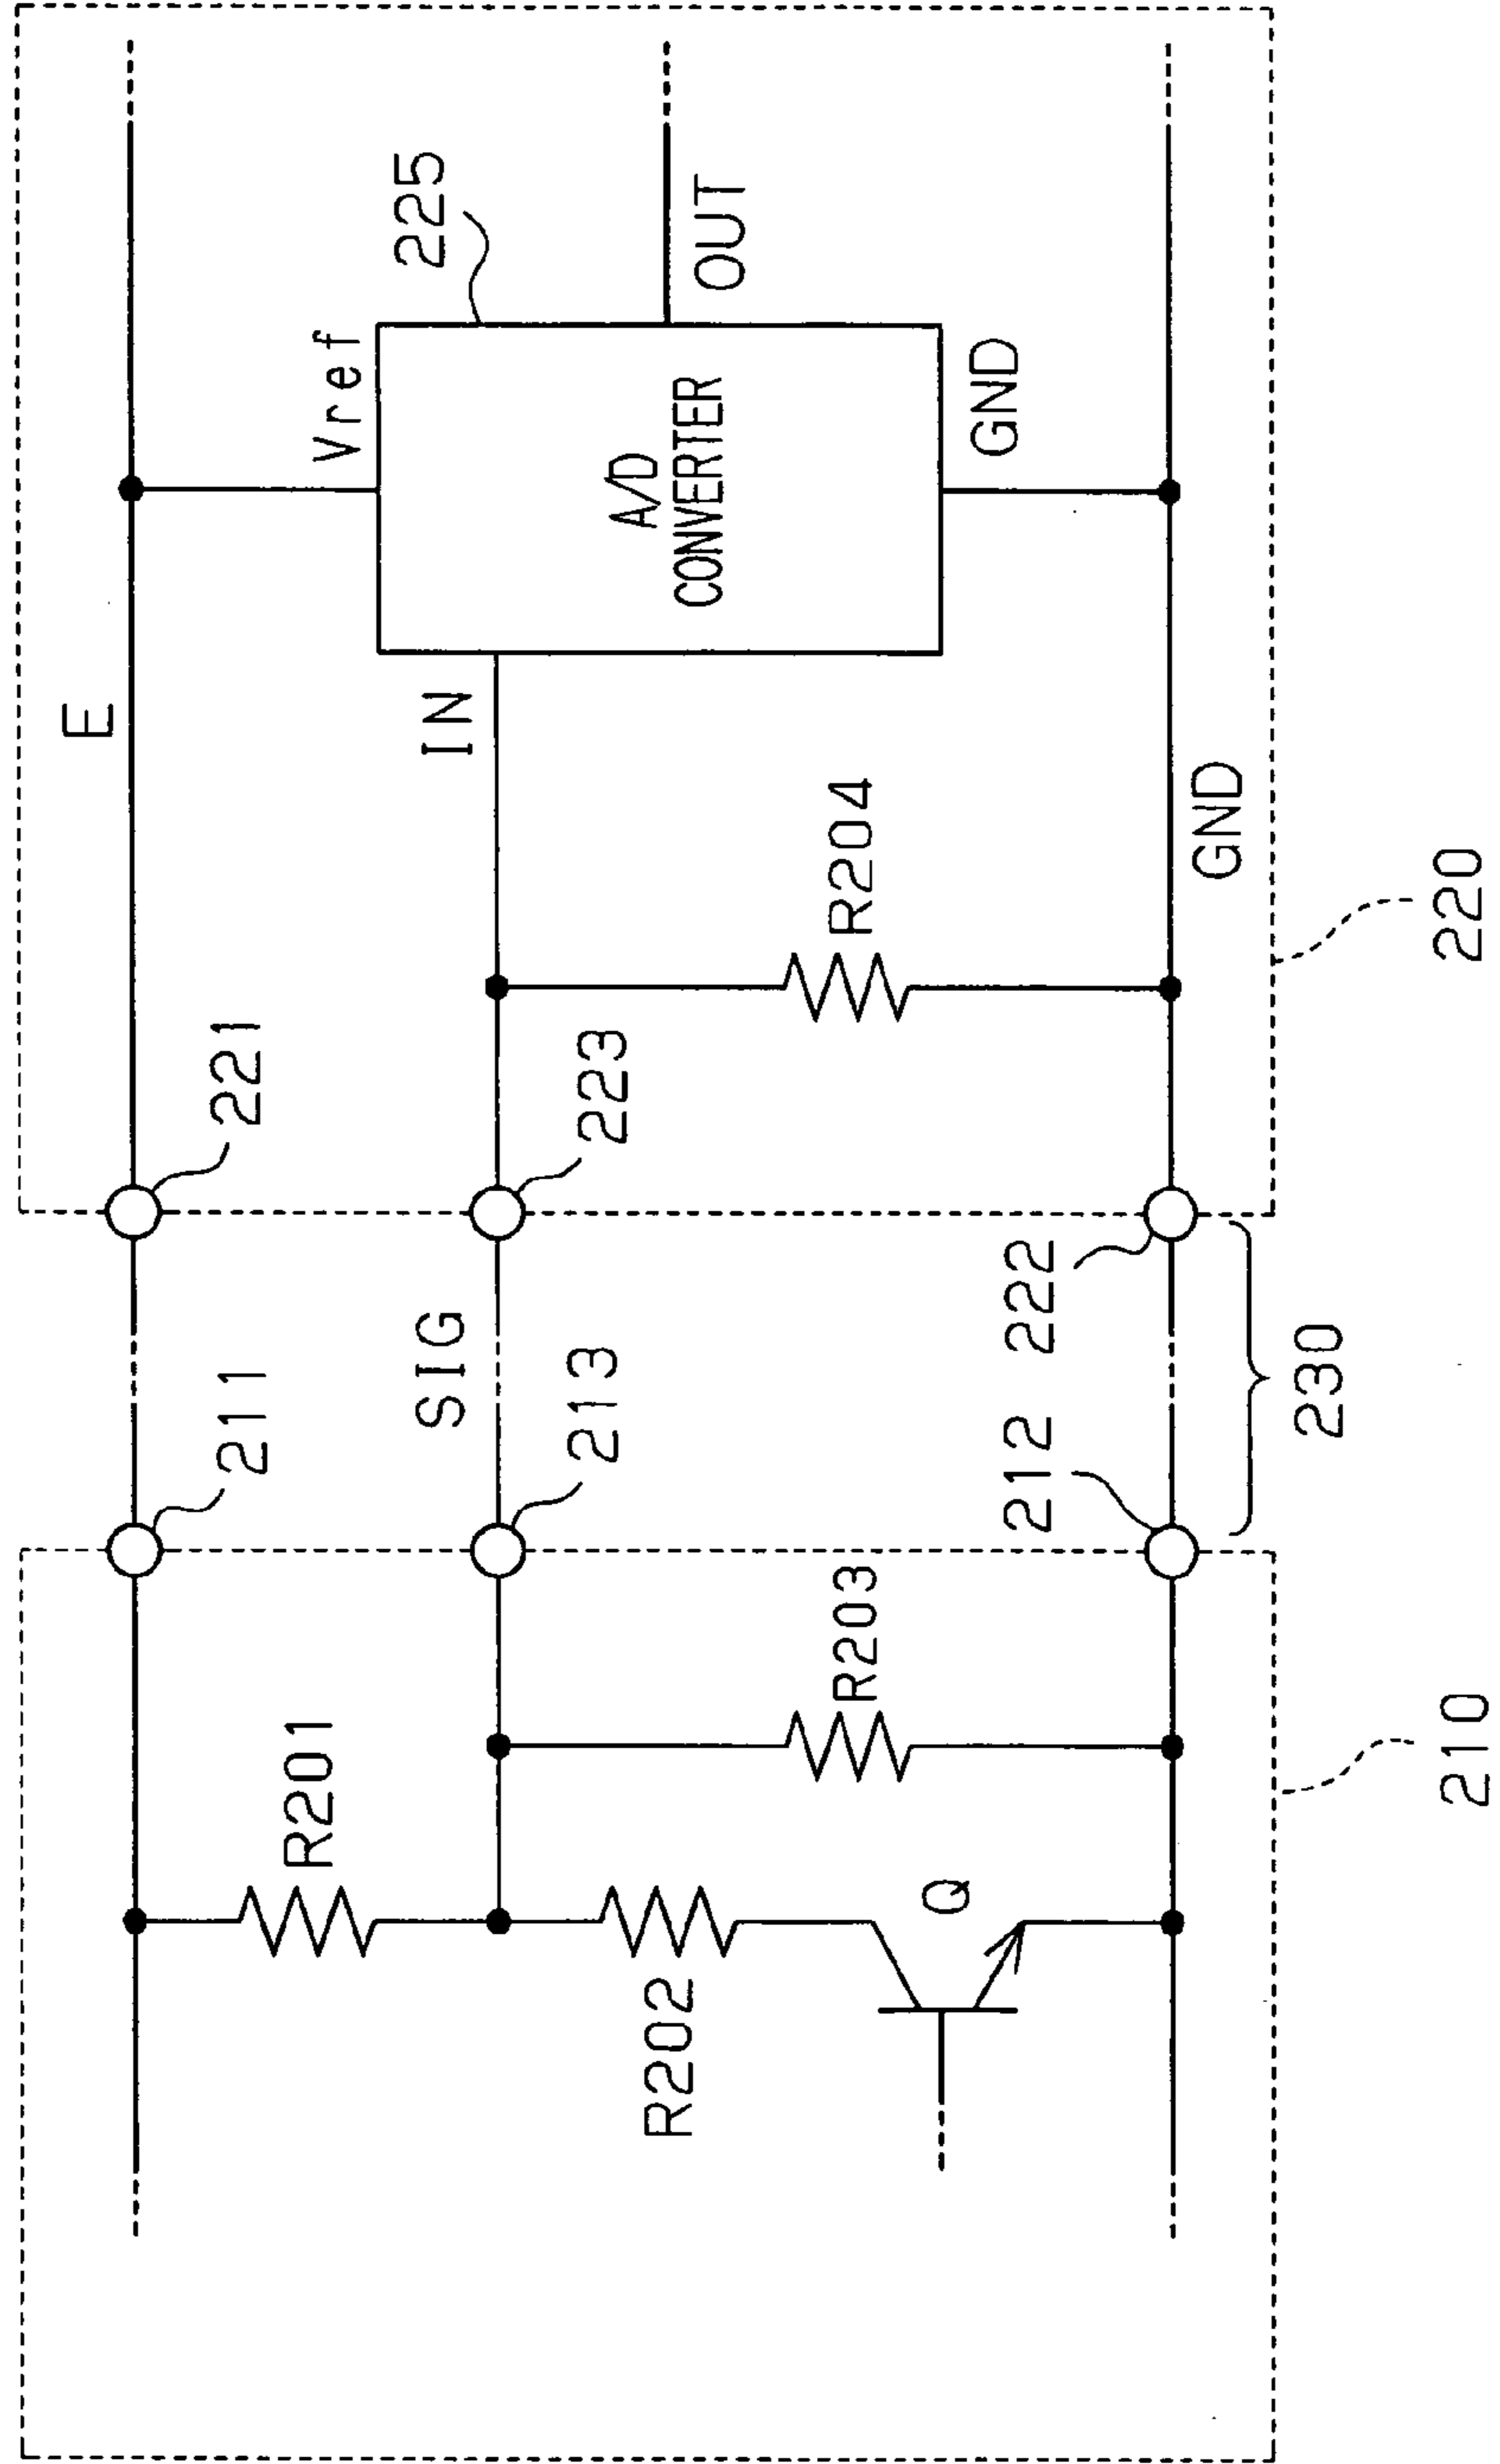 E
Vref
225
A/D
CONVERTER
OUT
IN
GND
R204
GND
221
223
222
220
SIG
211
213
212
230
R201
R203
R202
Q
210